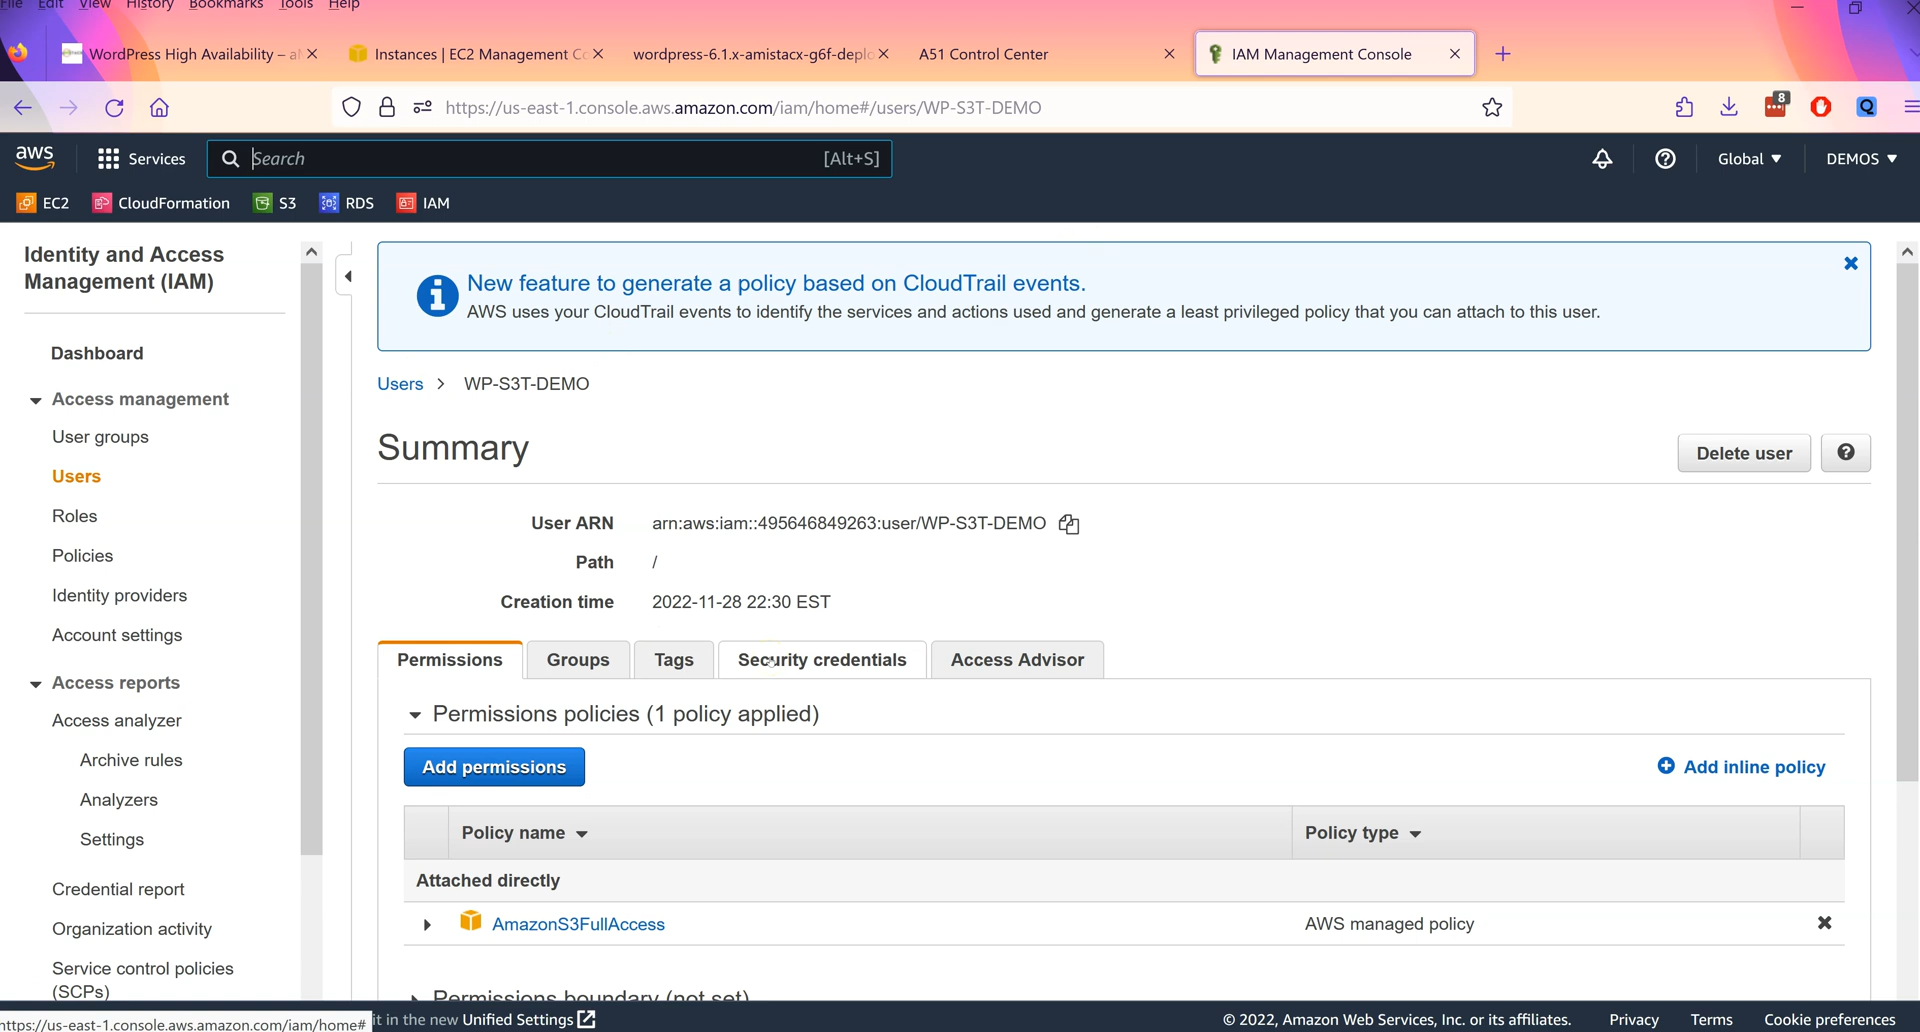 File Edit View History Bookmarks Tools Help
WordPress High Availability – a
Instances | EC2 Management Co
wordpress-6.1.x-amistacx-g6f-deplo
A51 Control Center
IAM Management Console
https://us-east-1.console.aws.amazon.com/iam/home#/users/WP-S3T-DEMO
8
Q
aws
Services
Search
[Alt+S]
Global
DEMOS
EC2
CloudFormation
S3
RDS
IAM
Identity and Access
Management (IAM)
Dashboard
Access management
User groups
Users
Roles
Policies
Identity providers
Account settings
Access reports
Access analyzer
Archive rules
Analyzers
Settings
Credential report
Organization activity
Service control policies
(SCPs)
New feature to generate a policy based on CloudTrail events.
AWS uses your CloudTrail events to identify the services and actions used and generate a least privileged policy that you can attach to this user.
Users > WP-S3T-DEMO
Summary
Delete user
User ARN arn:aws:iam::495646849263:user/WP-S3T-DEMO
Path /
Creation time 2022-11-28 22:30 EST
Permissions
Groups
Tags
Security credentials
Access Advisor
Permissions policies (1 policy applied)
Add permissions
Add inline policy
Policy name
Policy type
Attached directly
AmazonS3FullAccess
AWS managed policy
Permissions boundary (not set)
https://us-east-1.console.aws.amazon.com/iam/home#
it in the new Unified Settings
© 2022, Amazon Web Services, Inc. or its affiliates.
Privacy
Terms
Cookie preferences